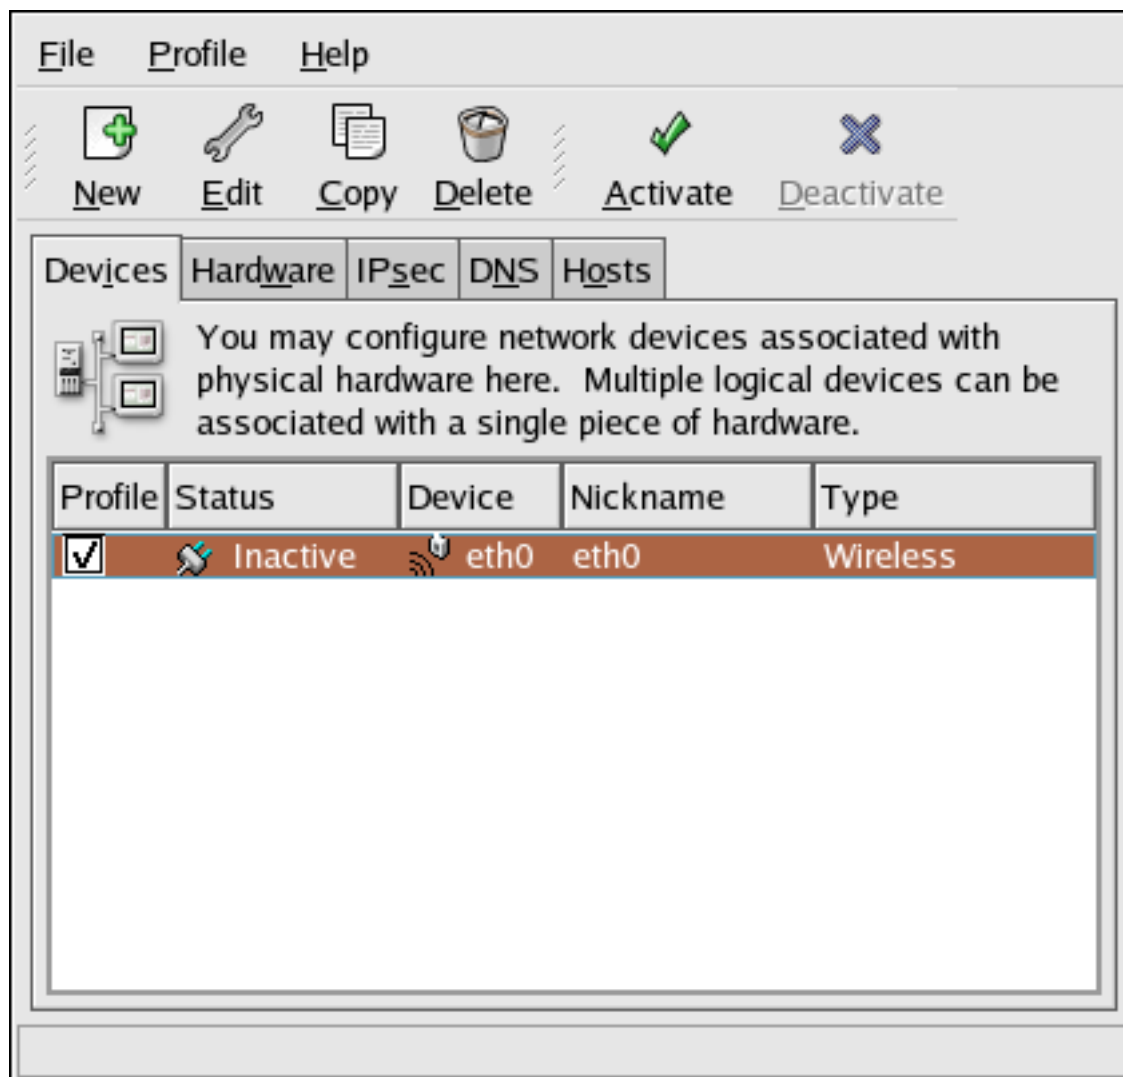 File Profile Help
New Edit Copy Delete Activate Deactivate
Devices Hardware IPsec DNS Hosts
You may configure network devices associated with
physical hardware here.  Multiple logical devices can be
associated with a single piece of hardware.
Profile Status Device Nickname Type
Inactive eth0 eth0 Wireless